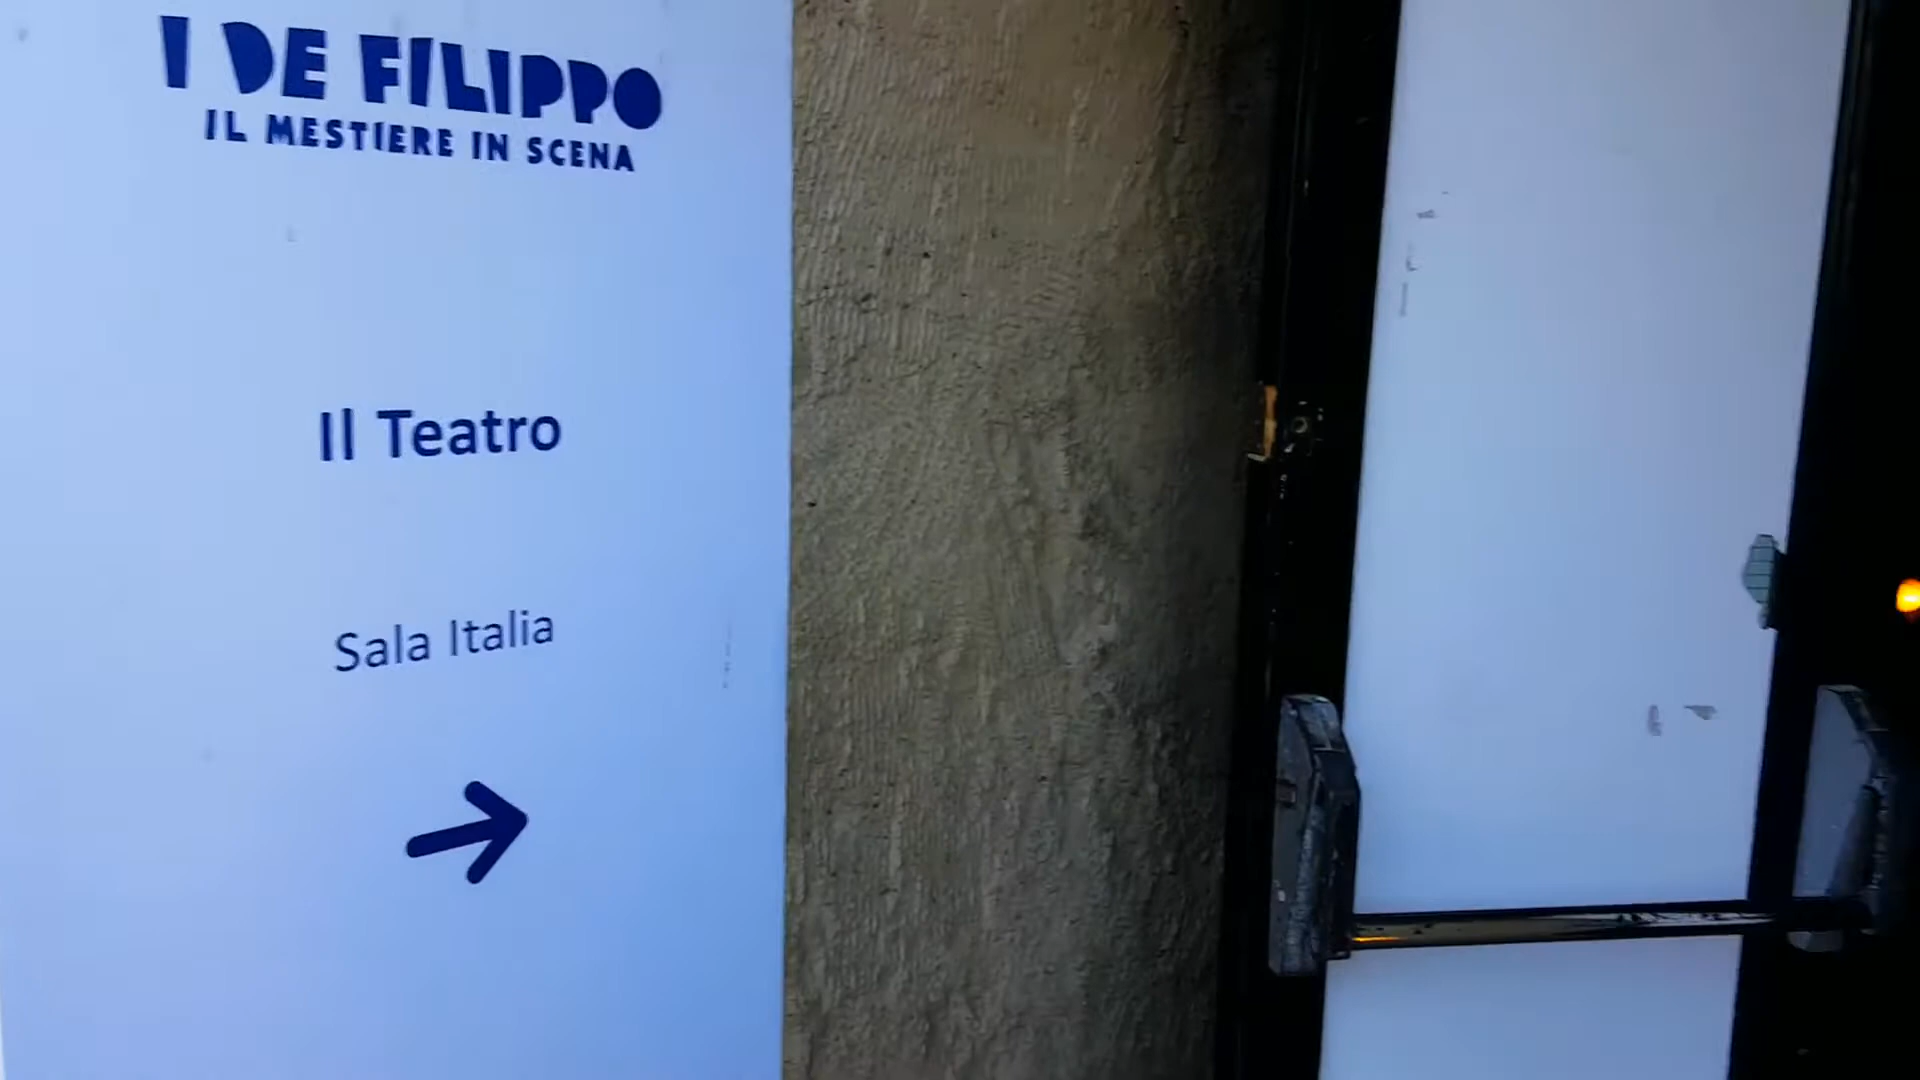 I DE FILIPPO
IL MESTIERE IN SCENA
Il Teatro
Sala Italia